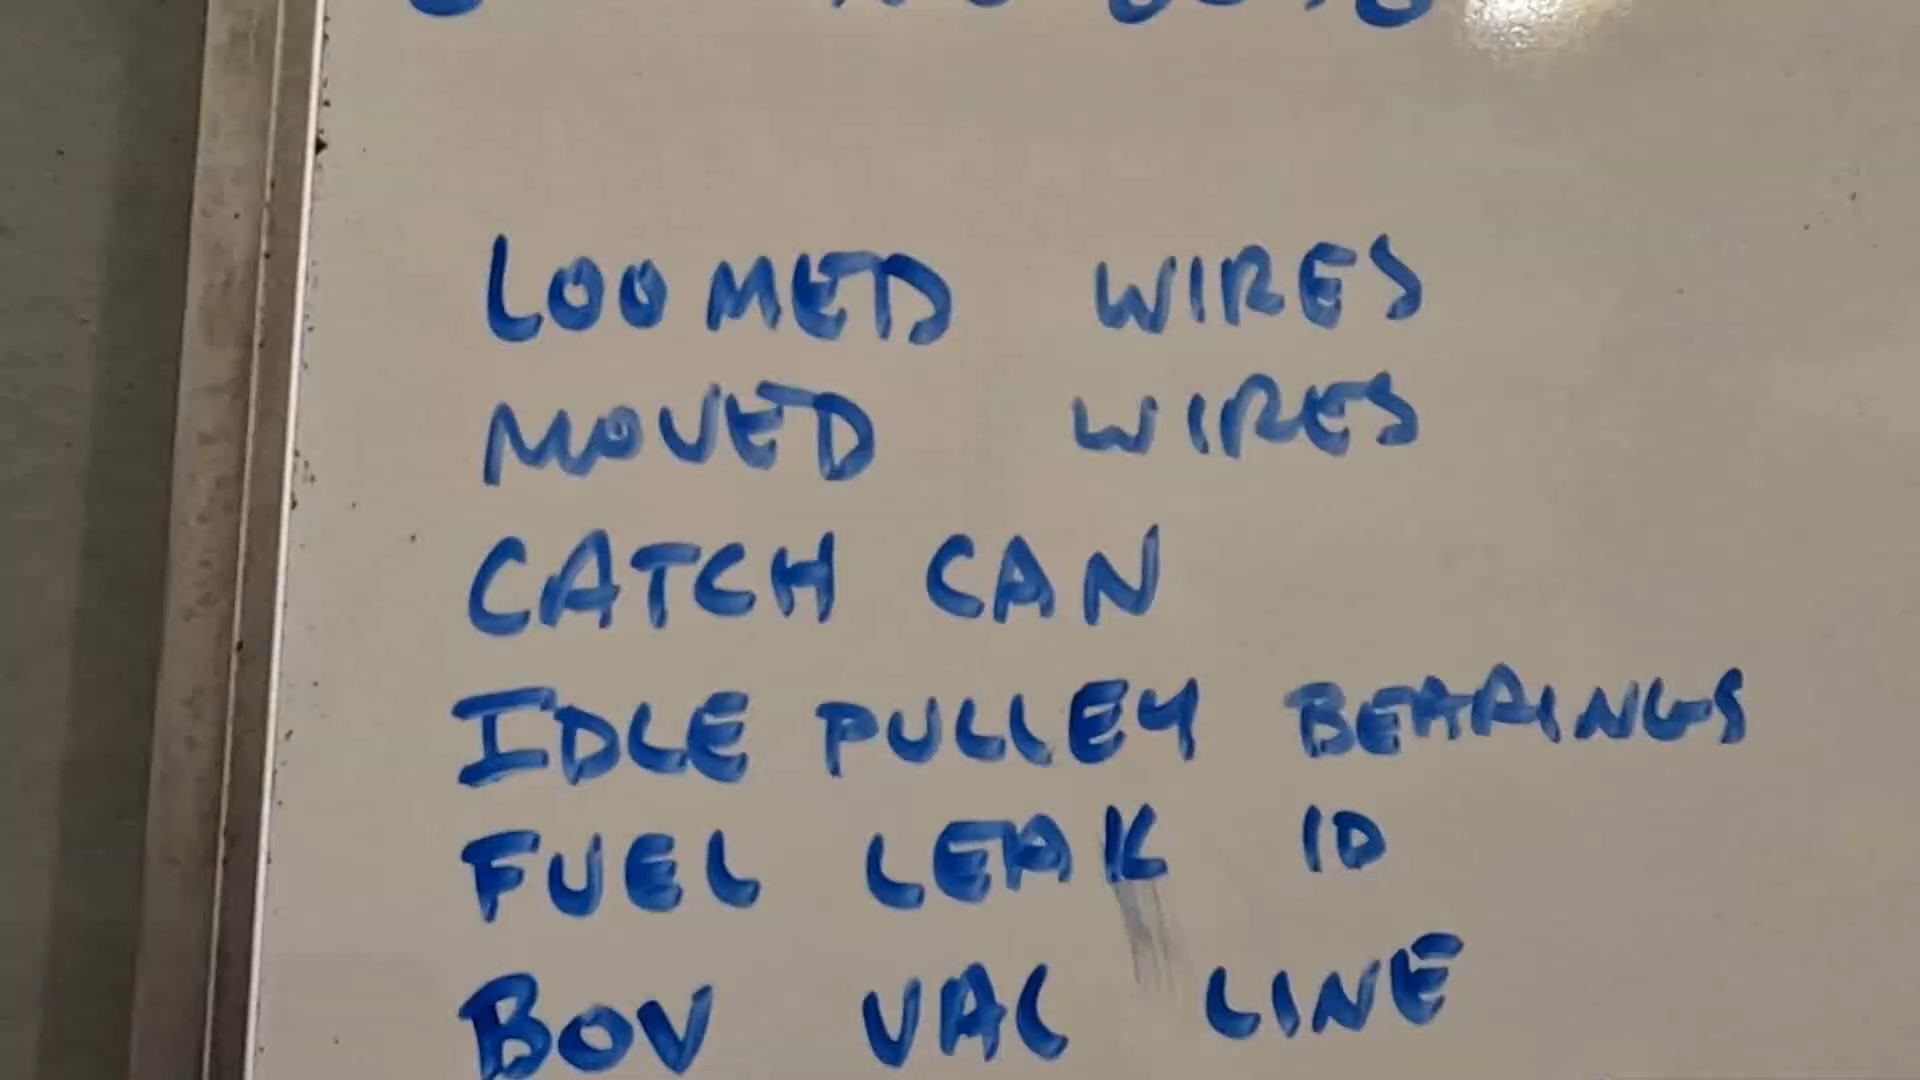 LOOMED WIRES
MOVED WIRES
CATCH CAN
IDLE PULLEY BEARINGS
FUEL LEAK ID
BOV VAC LINE